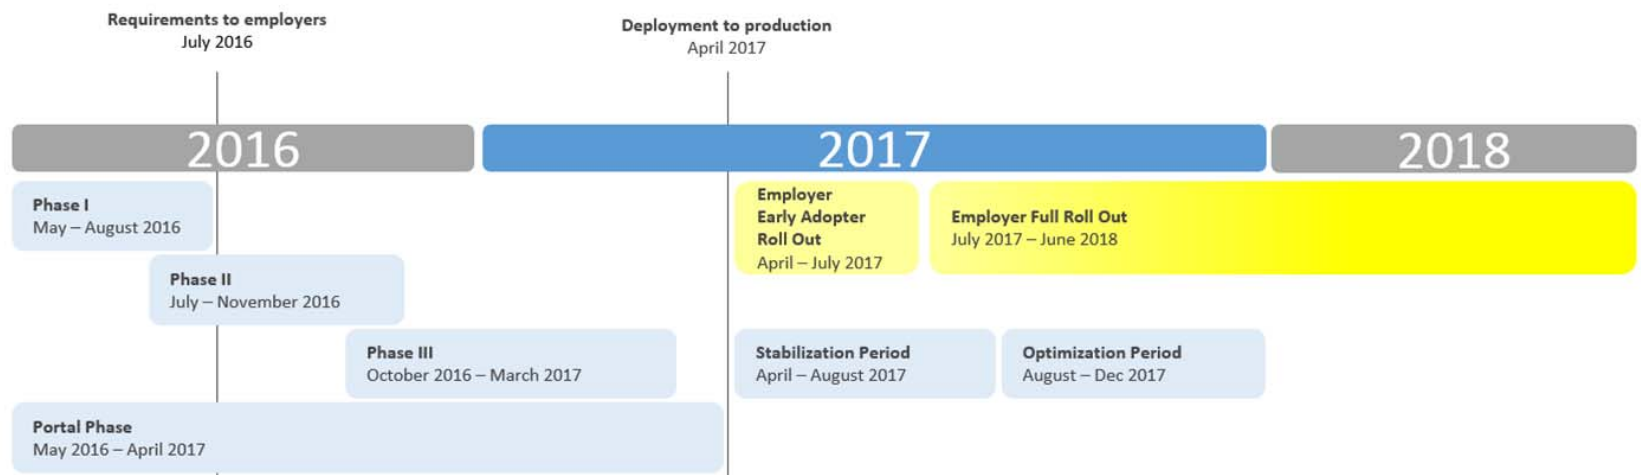 Requirements to employers
July 2016
Deployment to production
April 2017
2016
2017
2018
Phase I
May – August 2016
Employer
Early Adopter
Roll Out
April – July 2017
Employer Full Roll Out
July 2017 – June 2018
Phase II
July – November 2016
Phase III
October 2016 – March 2017
Stabilization Period
April – August 2017
Optimization Period
August – Dec 2017
Portal Phase
May 2016 – April 2017